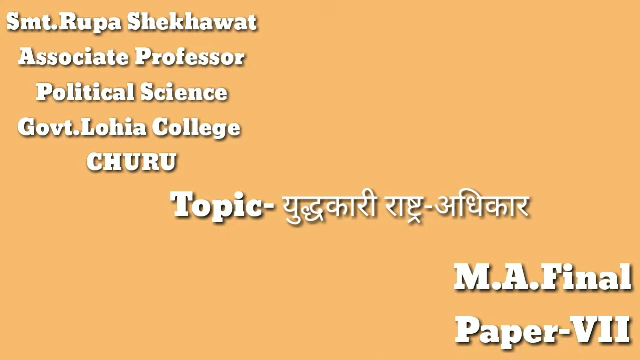 Smt.Rupa Shekhawat
Associate Professor
Political Science
Govt.Lohia College
CHURU
Topic- युद्धकारी राष्ट्र-अधिकार
M.A.Final
Paper-VII